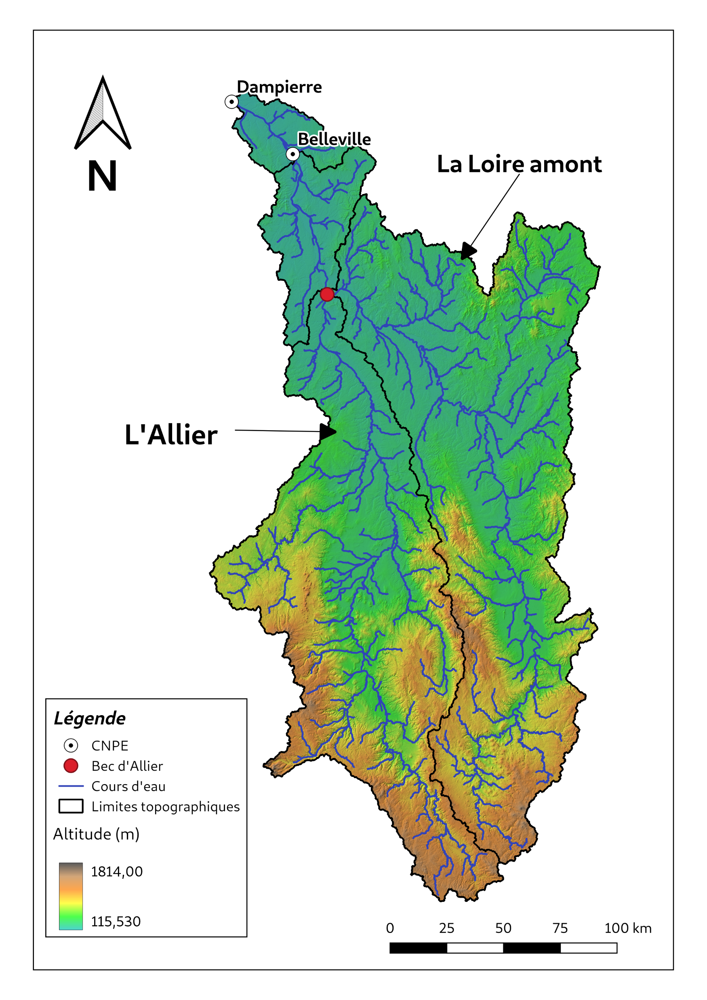 Dampierre
Belleville
N
La Loire amont
L'Allier
Légende
CNPE
Bec d'Allier
Cours d'eau
Limites topographiques
Altitude (m)
1814,00
115,530
0 25 50 75 100 km